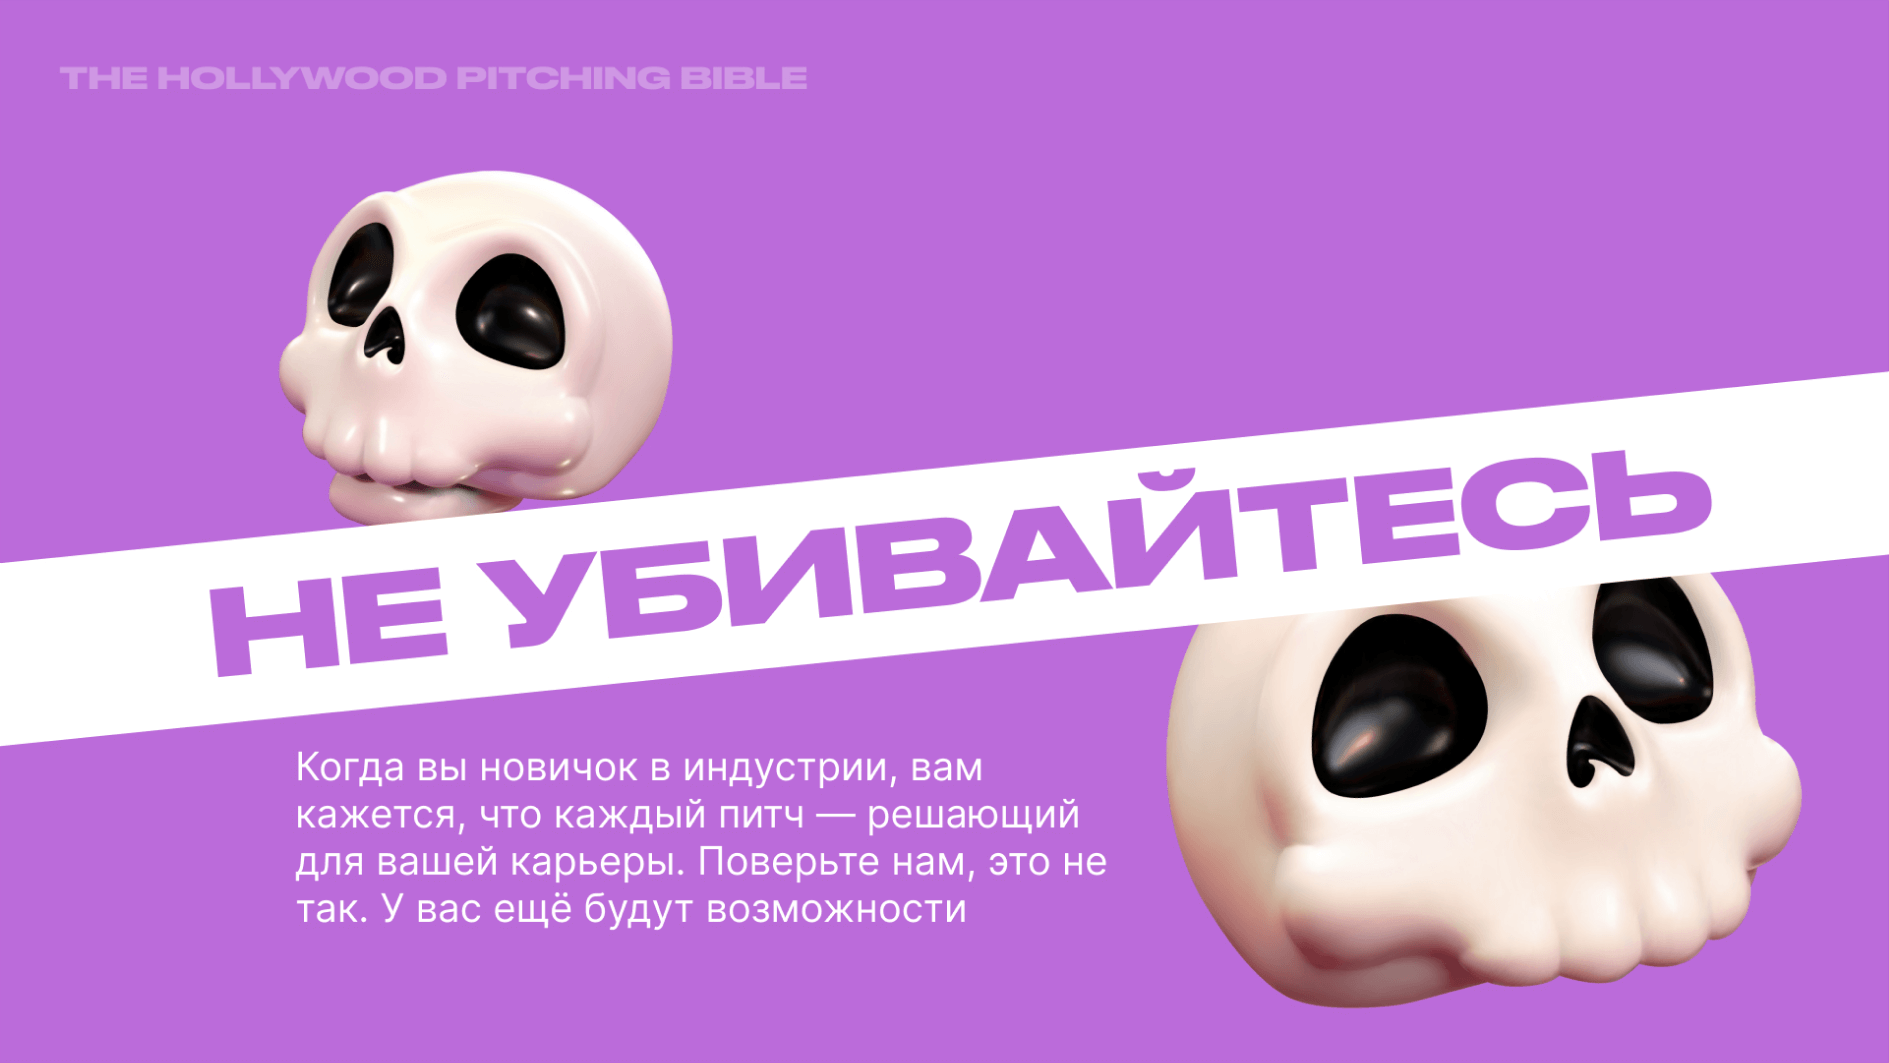 THE HOLLYWOOD PITCHING BIBLE
НЕ УБИВАЙТЕСЬ
Когда вы новичок в индустрии, вам
кажется, что каждый питч — решающий
для вашей карьеры. Поверьте нам, это не
так. У вас ещё будут возможности